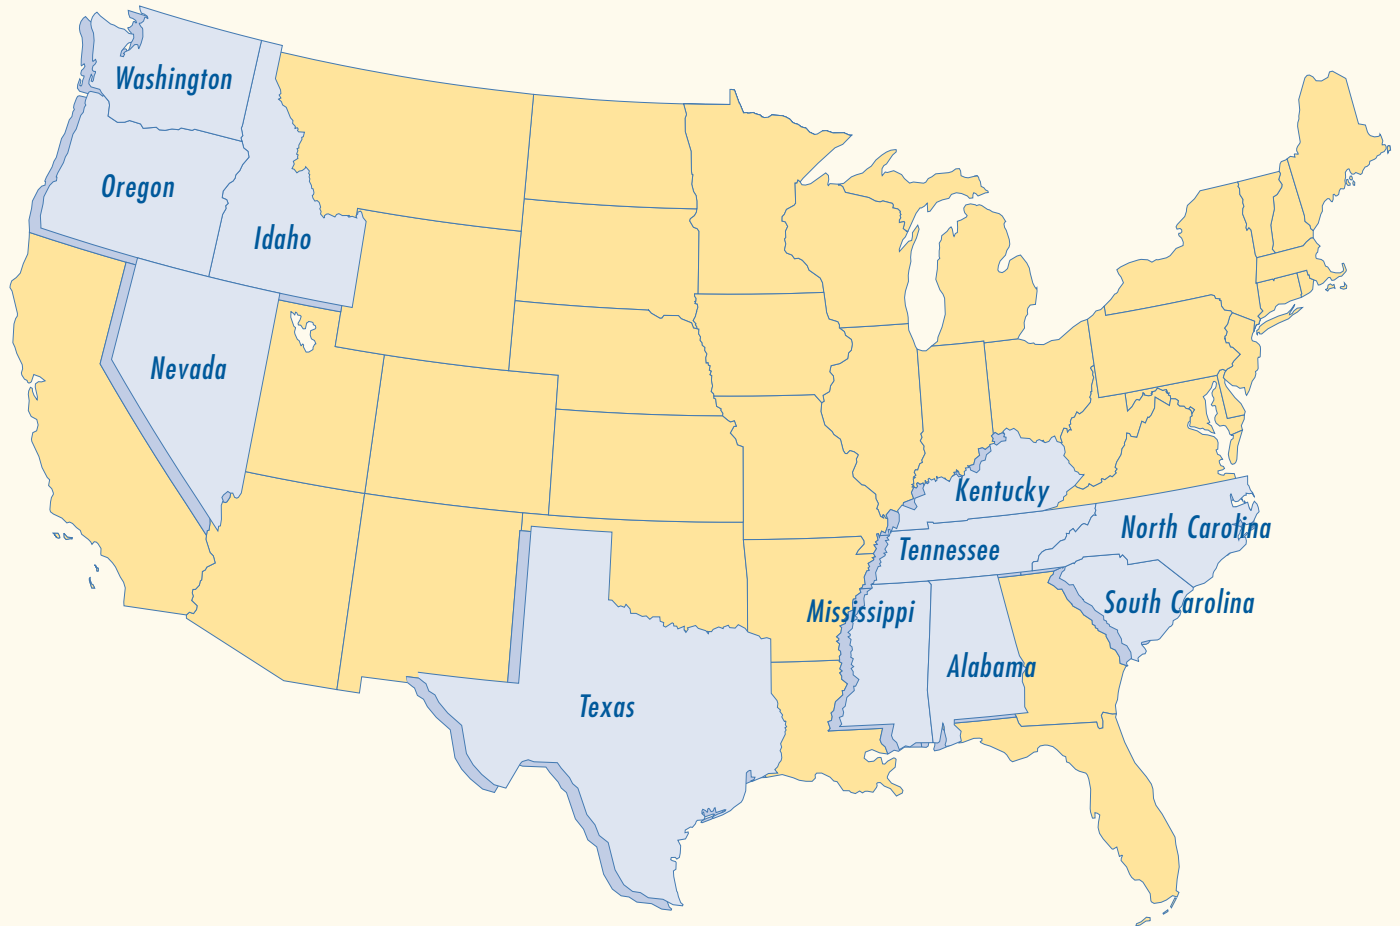 Washington
Oregon
Idaho
Nevada
Kentucky
North Carolina
Tennessee
South Carolina
Mississippi
Alabama
Texas